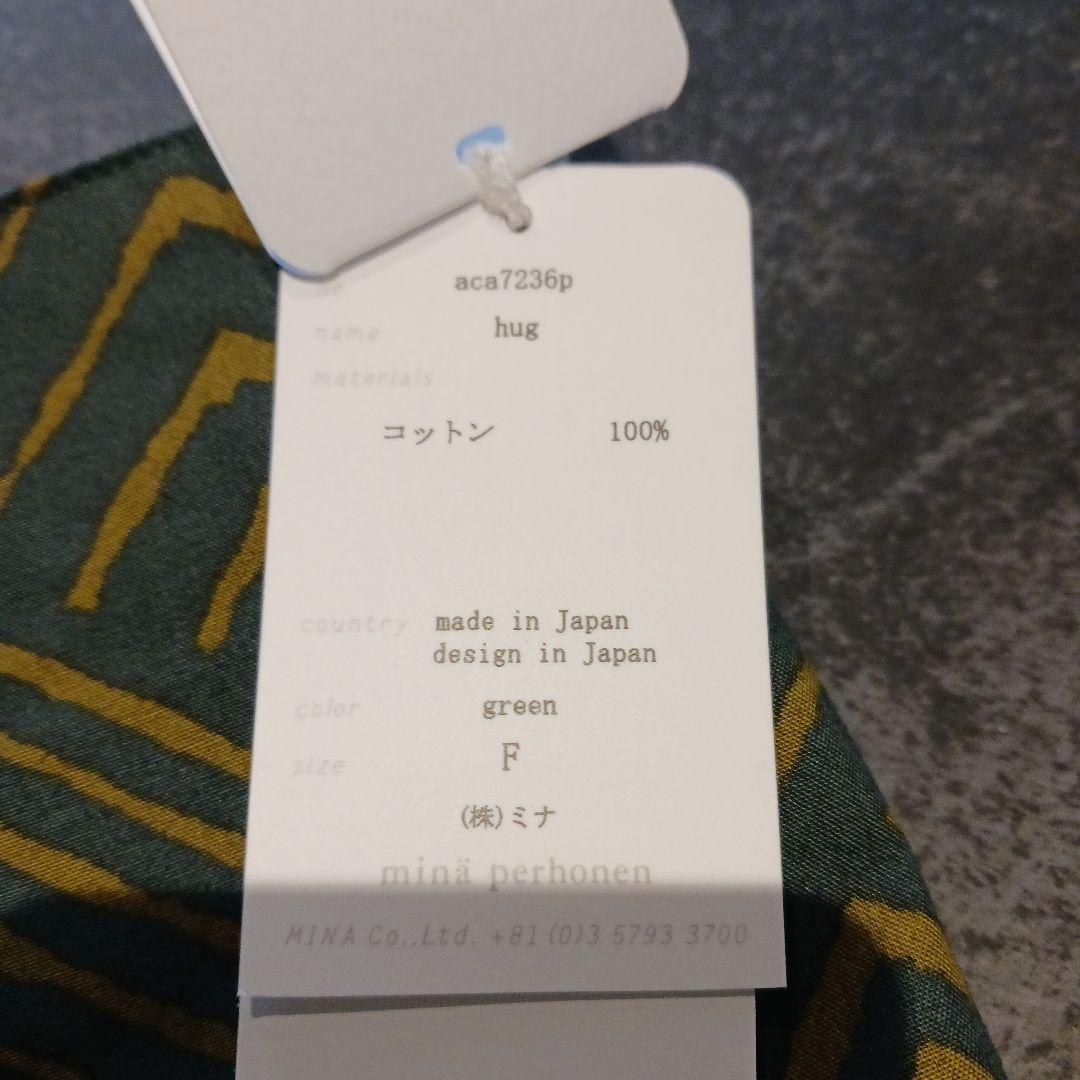 aca7236p
name hug
materials
コットン 100%
country made in Japan
design in Japan
color green
size F
(株)ミナ
minä perhonen
MINA Co.,Ltd. +81 (0)3 5793 3700